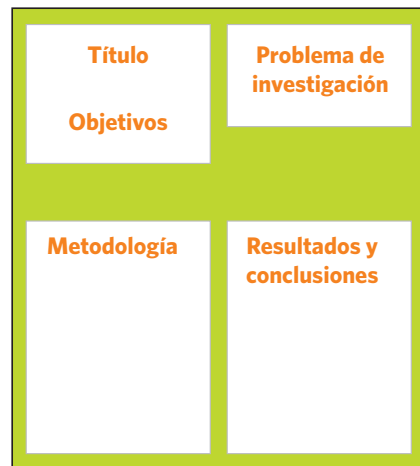 Título
Objetivos
Problema de
investigación
Metodología
Resultados y
conclusiones